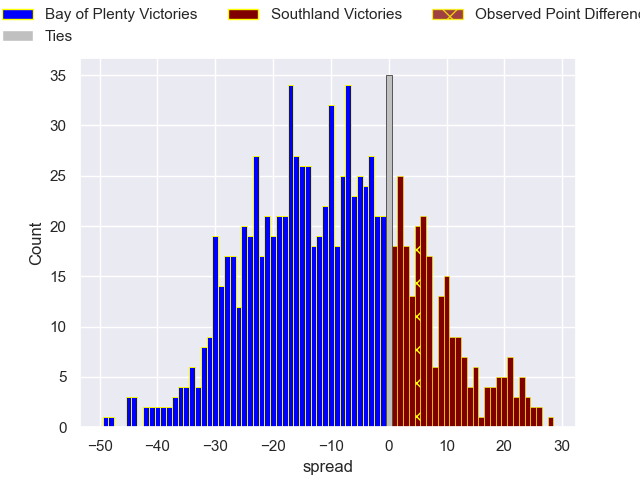 Bay of Plenty Victories
Southland Victories
Observed Point Differenc
Ties
35
30
25
20
15
10
5
0
Count
−50
−40
−30
−20
−10
0
10
20
30
spread